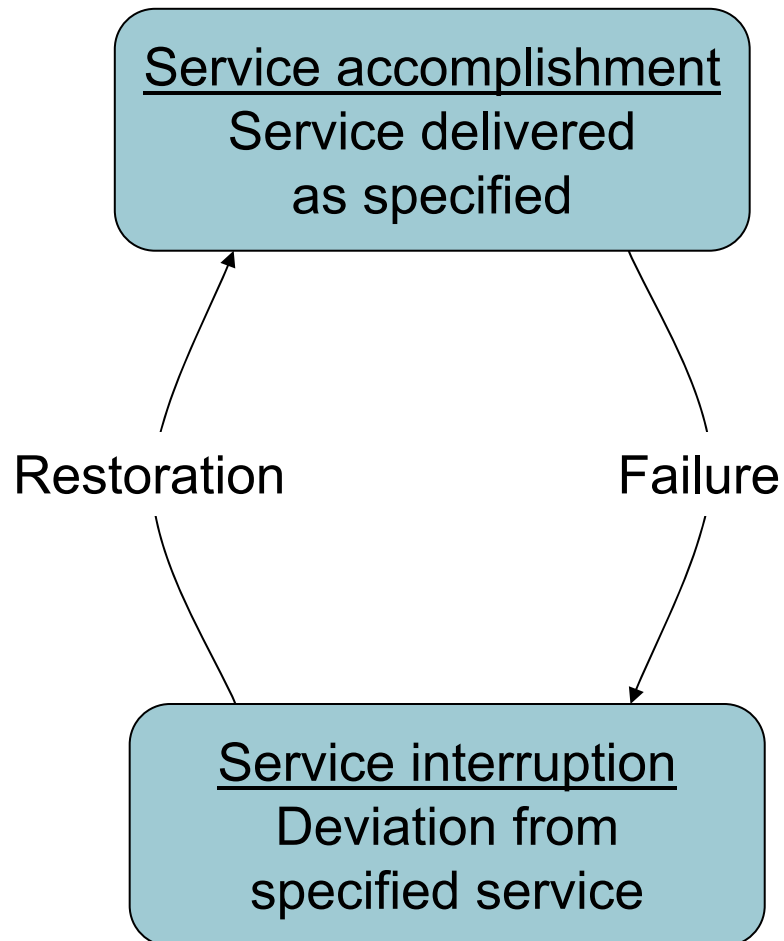 Service accomplishment
Service delivered
as specified
Restoration
Failure
Service interruption
Deviation from
specified service